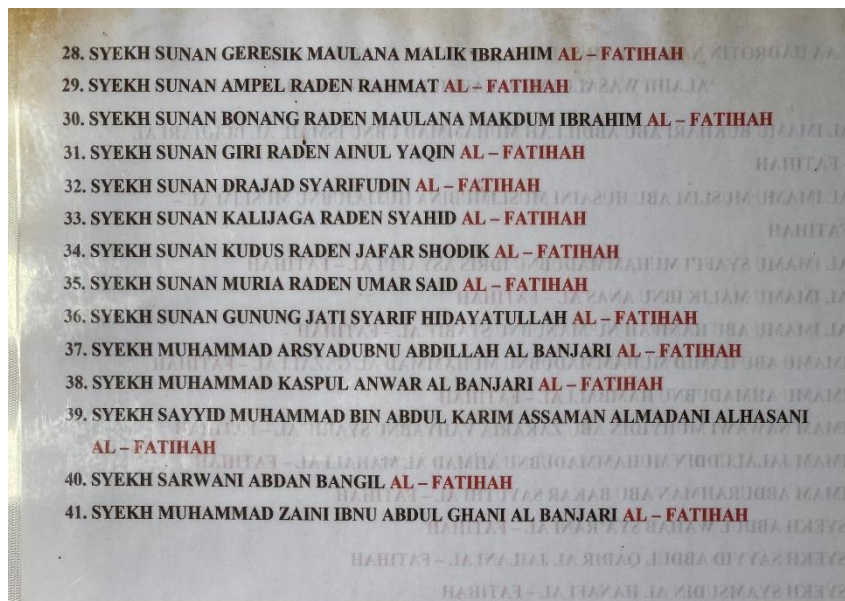 28. SYEKH SUNAN GERESIK MAULANA MALIK IBRAHIM AL – FATIHAH
29. SYEKH SUNAN AMPEL RADEN RAHMAT AL – FATIHAH
30. SYEKH SUNAN BONANG RADEN MAULANA MAKDUM IBRAHIM AL – FATIHAH
31. SYEKH SUNAN GIRI RADEN AINUL YAQIN AL – FATIHAH
32. SYEKH SUNAN DRAJAD SYARIFUDIN AL – FATIHAH
33. SYEKH SUNAN KALIJAGA RADEN SYAHID AL – FATIHAH
34. SYEKH SUNAN KUDUS RADEN JAFAR SHODIK AL – FATIHAH
35. SYEKH SUNAN MURIA RADEN UMAR SAID AL – FATIHAH
36. SYEKH SUNAN GUNUNG JATI SYARIF HIDAYATULLAH AL – FATIHAH
37. SYEKH MUHAMMAD ARSYADUBNU ABDILLAH AL BANJARI AL – FATIHAH
38. SYEKH MUHAMMAD KASPUL ANWAR AL BANJARI AL – FATIHAH
39. SYEKH SAYYID MUHAMMAD BIN ABDUL KARIM ASSAMAN ALMADANI ALHASANI
AL – FATIHAH
40. SYEKH SARWANI ABDAN BANGIL AL – FATIHAH
41. SYEKH MUHAMMAD ZAINI IBNU ABDUL GHANI AL BANJARI AL – FATIHAH